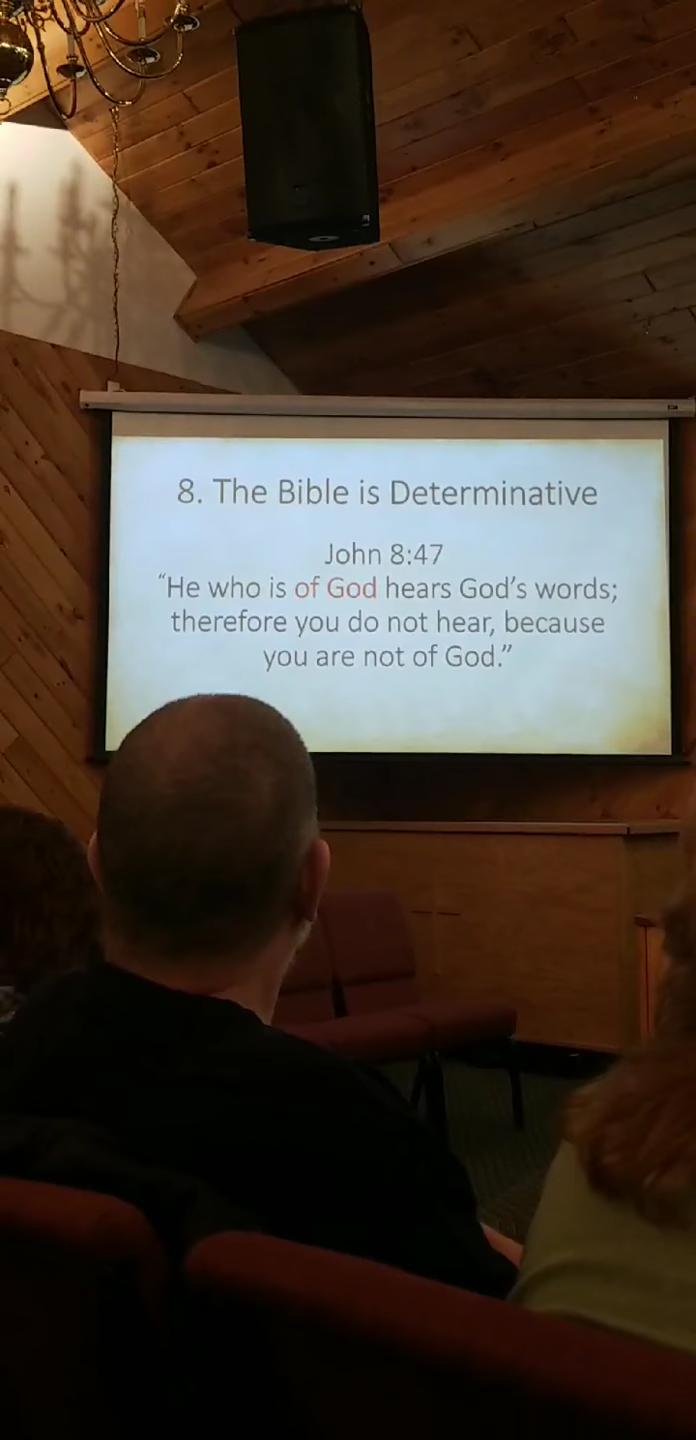 8. The Bible is Determinative
John 8:47
“He who is of God hears God’s words;
therefore you do not hear, because
you are not of God.”